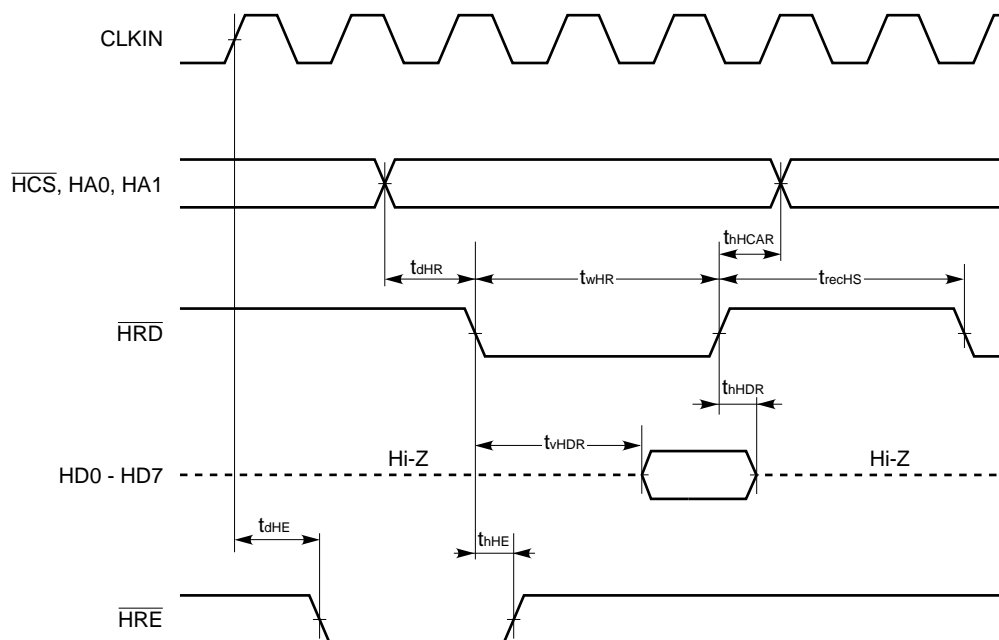 CLKIN
HCS, HA0, HA1
thHCAR
tdHR
twHR
trecHS
HRD
thHDR
tvHDR
Hi-Z
Hi-Z
HD0 - HD7
tdHE
thHE
HRE